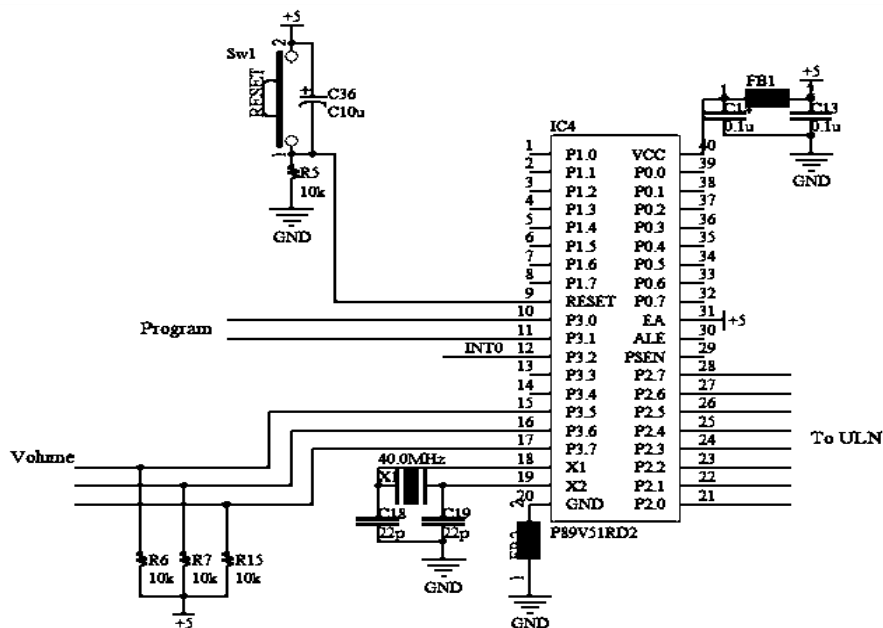 +5
2
Sw1
RESET
C36
C10u
1
R5
10k
GND
+5
FB1
1
C1
0.1u
C13
0.1u
GND
IC4
1 P1.0 VCC 40
2 P1.1 P0.0 39
3 P1.2 P0.1 38
4 P1.3 P0.2 37
5 P1.4 P0.3 36
6 P1.5 P0.4 35
7 P1.6 P0.5 34
8 P1.7 P0.6 33
9 RESET P0.7 32
10 P3.0 EA 31
+5
11 P3.1 ALE 30
12 P3.2 PSEN 29
13 P3.3 P2.7 28
14 P3.4 P2.6 27
15 P3.5 P2.5 26
16 P3.6 P2.4 25
17 P3.7 P2.3 24
18 X1 P2.2 23
19 X2 P2.1 22
20 GND P2.0 21
P89V51RD2
Program
INT0
To ULN
Volume
40.0MHz
X1
C18
22p
C19
22p
GND
2
1
GND
R6
10k
R7
10k
R15
10k
+5